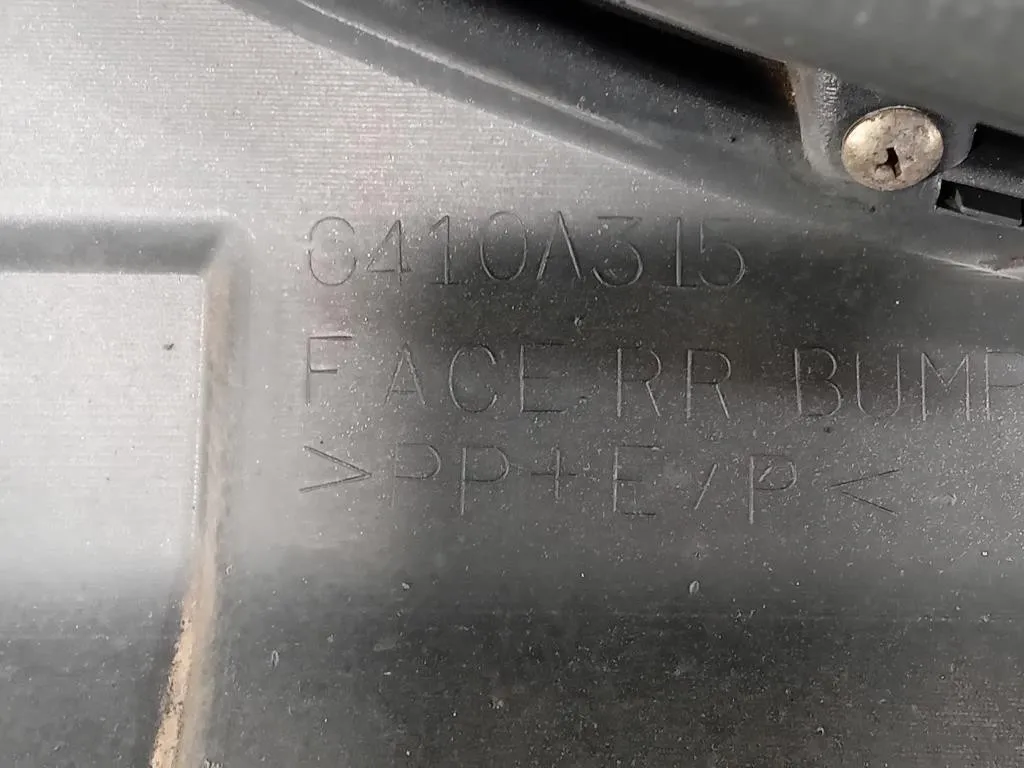 6410A315
FACE.RR BUMP
>PP+E/P<